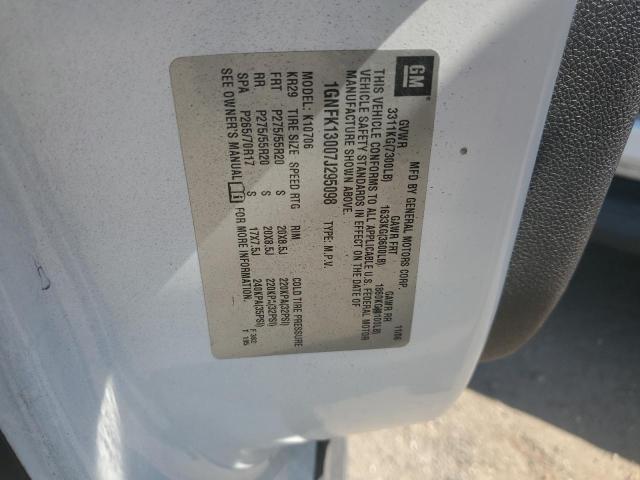 GM
MFD BY GENERAL MOTORS CORP. 11/06
GVWR GAWR FRT GAWR RR
3311KG(7300LB) 1633KG(3600LB)
THIS VEHICLE CONFORMS TO ALL APPLICABLE U.S. FEDERAL MOTOR
VEHICLE SAFETY STANDARDS IN EFFECT ON THE DATE OF
MANUFACTURE SHOWN ABOVE.
1GNFK13007J295098 TYPE: M.P.V.
MODEL: K10706
KR29 TIRE SIZE SPEED RTG RIM COLD TIRE PRESSURE
FRT P275/55R20 S 20X8.5J 220KPA(32PSI)
RR P275/55R20 S 20X8.5J 220KPA(32PSI)
SPA P265/70R17 S 17X7.5J 240KPA(35PSI)
SEE OWNER'S MANUAL FOR MORE INFORMATION.